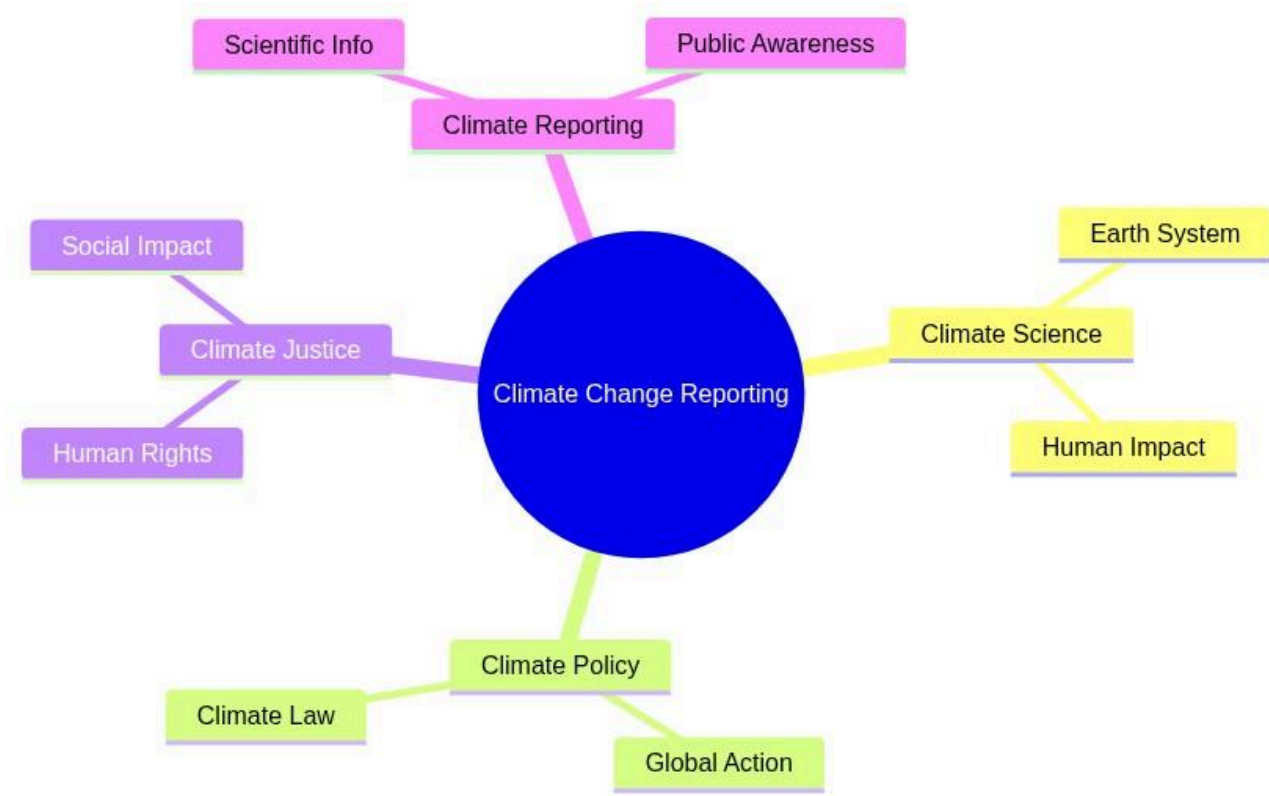 Scientific Info
Public Awareness
Climate Reporting
Social Impact
Earth System
Climate Science
Climate Justice
Climate Change Reporting
Human Rights
Human Impact
Climate Policy
Climate Law
Global Action